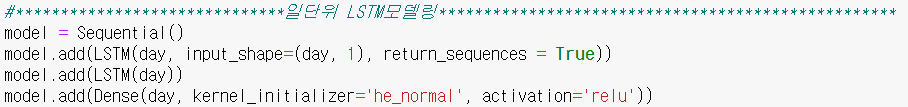 #*****************************일단위 LSTM모델링*************************************************
model = Sequential()
model.add(LSTM(day, input_shape=(day, 1), return_sequences = True))
model.add(LSTM(day))
model.add(Dense(day, kernel_initializer='he_normal', activation='relu'))